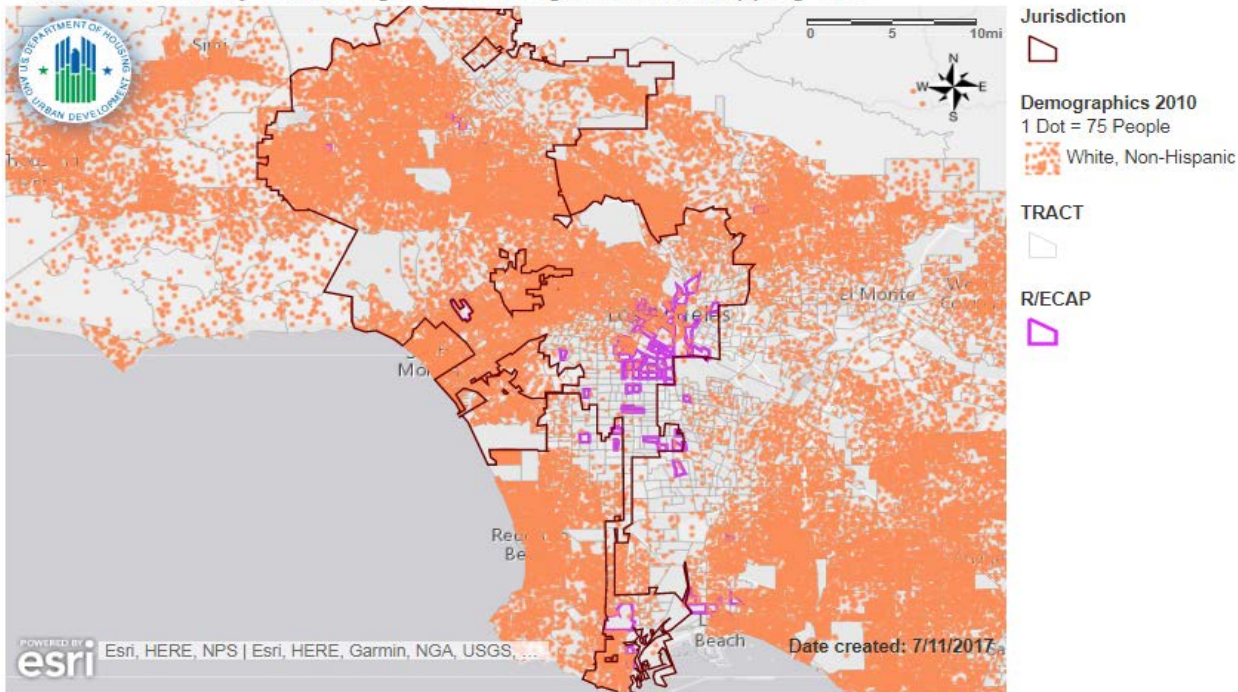 U.S. DEPARTMENT OF HOUSING
AND URBAN DEVELOPMENT
0 5 10mi
N
W E
S
El Monte
Beach
Date created: 7/11/2017
POWERED BY
esri
Esri, HERE, NPS | Esri, HERE, Garmin, NGA, USGS, ...
Jurisdiction
Demographics 2010
1 Dot = 75 People
White, Non-Hispanic
TRACT
R/ECAP